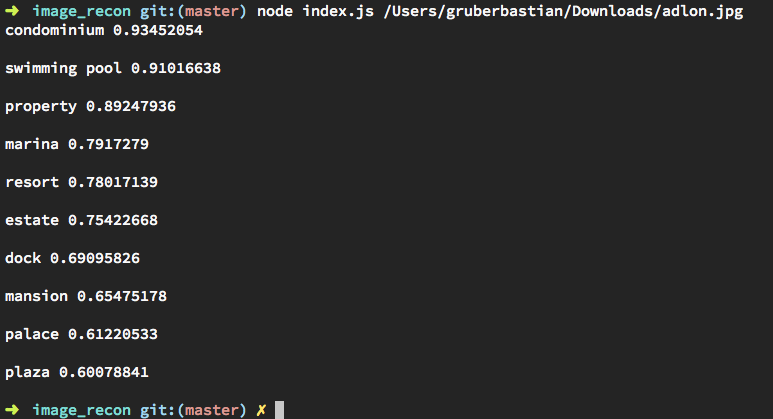 ➜ image_recon git:(master) node index.js /Users/gruberbastian/Downloads/adlon.jpg
condominium 0.93452054
swimming pool 0.91016638
property 0.89247936
marina 0.7917279
resort 0.78017139
estate 0.75422668
dock 0.69095826
mansion 0.65475178
palace 0.61220533
plaza 0.60078841
➜ image_recon git:(master) ✗